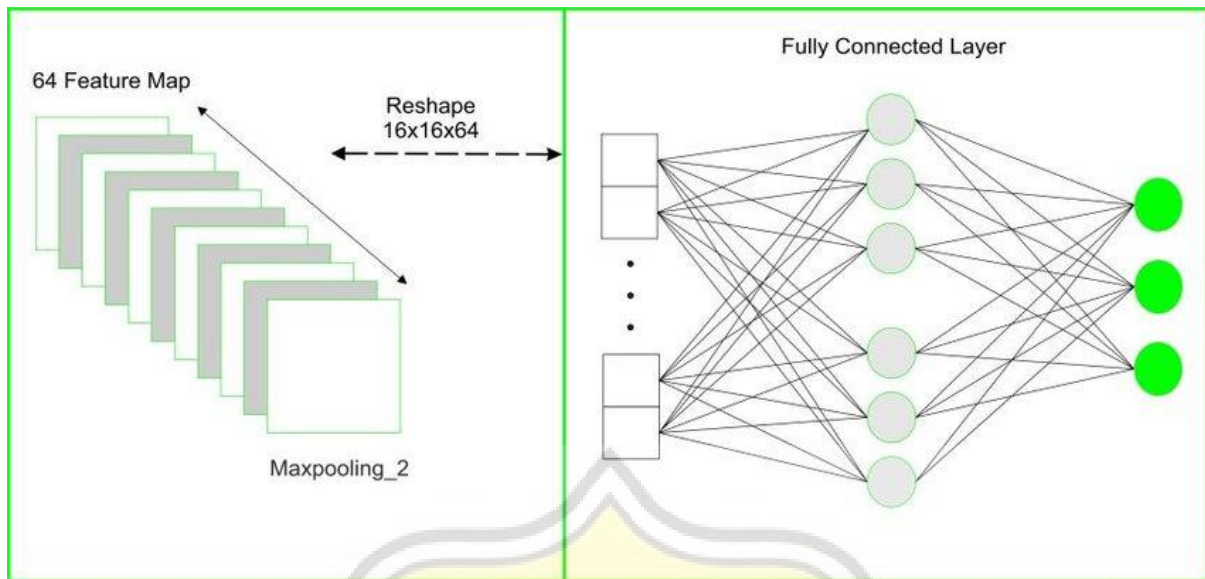 64 Feature Map
Reshape
16x16x64
Maxpooling_2
Fully Connected Layer